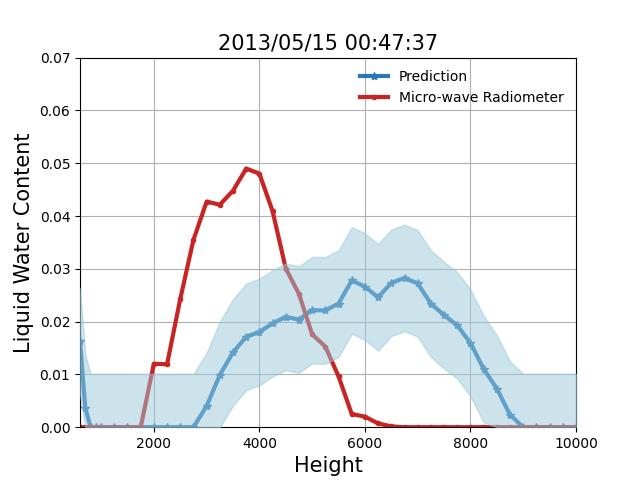 2013/05/15 00:47:37
0.07
0.06
0.05
0.04
0.03
0.02
0.01
0.00
Liquid Water Content
Prediction
Micro-wave Radiometer
2000 4000 6000 8000 10000
Height